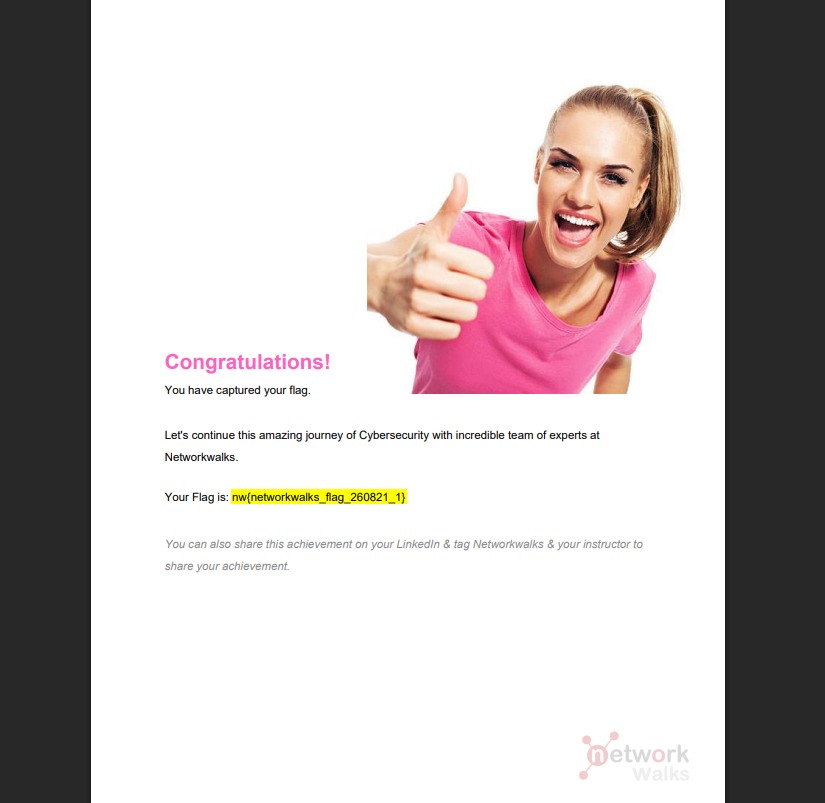 Congratulations!
You have captured your flag.
Let's continue this amazing journey of Cybersecurity with incredible team of experts at
Networkwalks.
Your Flag is: nw{networkwalks_flag_260821_1}
You can also share this achievement on your LinkedIn & tag Networkwalks & your instructor to
share your achievement.
network
Walks